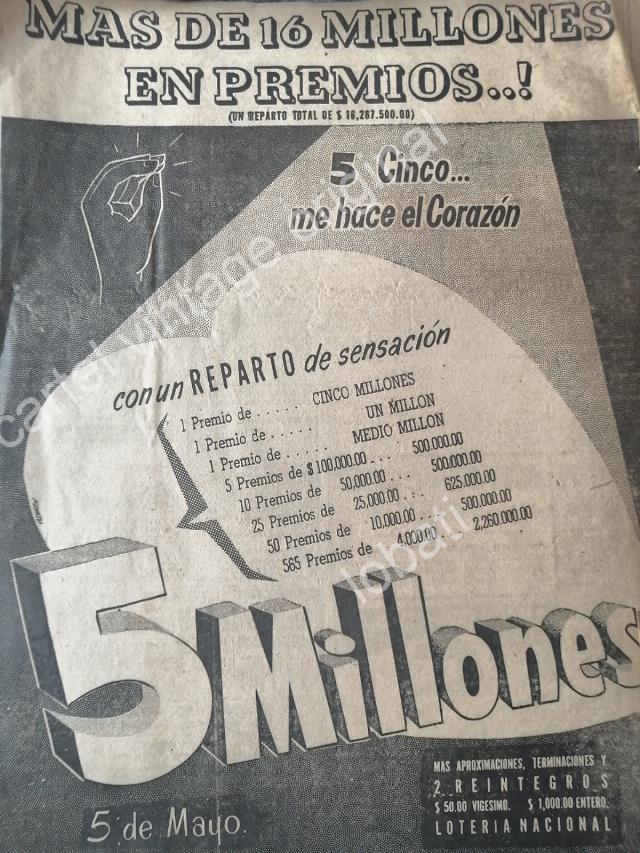 MAS DE 16 MILLONES
EN PREMIOS..!
(UN REPARTO TOTAL DE $ 16,287.500.00)
5 Cinco...
me hace el Corazón
con un REPARTO de sensación
1 Premio de ..... CINCO MILLONES
1 Premio de ..... UN MILLON
1 Premio de ..... MEDIO MILLON
5 Premios de $ 100,000.00 ... 500.000.00
10 Premios de 50,000.00 ... 500.000.00
25 Premios de 25,000.00 ... 625.000.00
50 Premios de 10,000.00 ... 500.000.00
565 Premios de 4,000.00 .. 2,260.000.00
5 Millones
5 de Mayo.
MAS APROXIMACIONES, TERMINACIONES Y
2 REINTEGROS
$ 50.00 VIGESIMO. $ 1,000.00 ENTERO.
LOTERIA NACIONAL
cartel vintage original
lobati